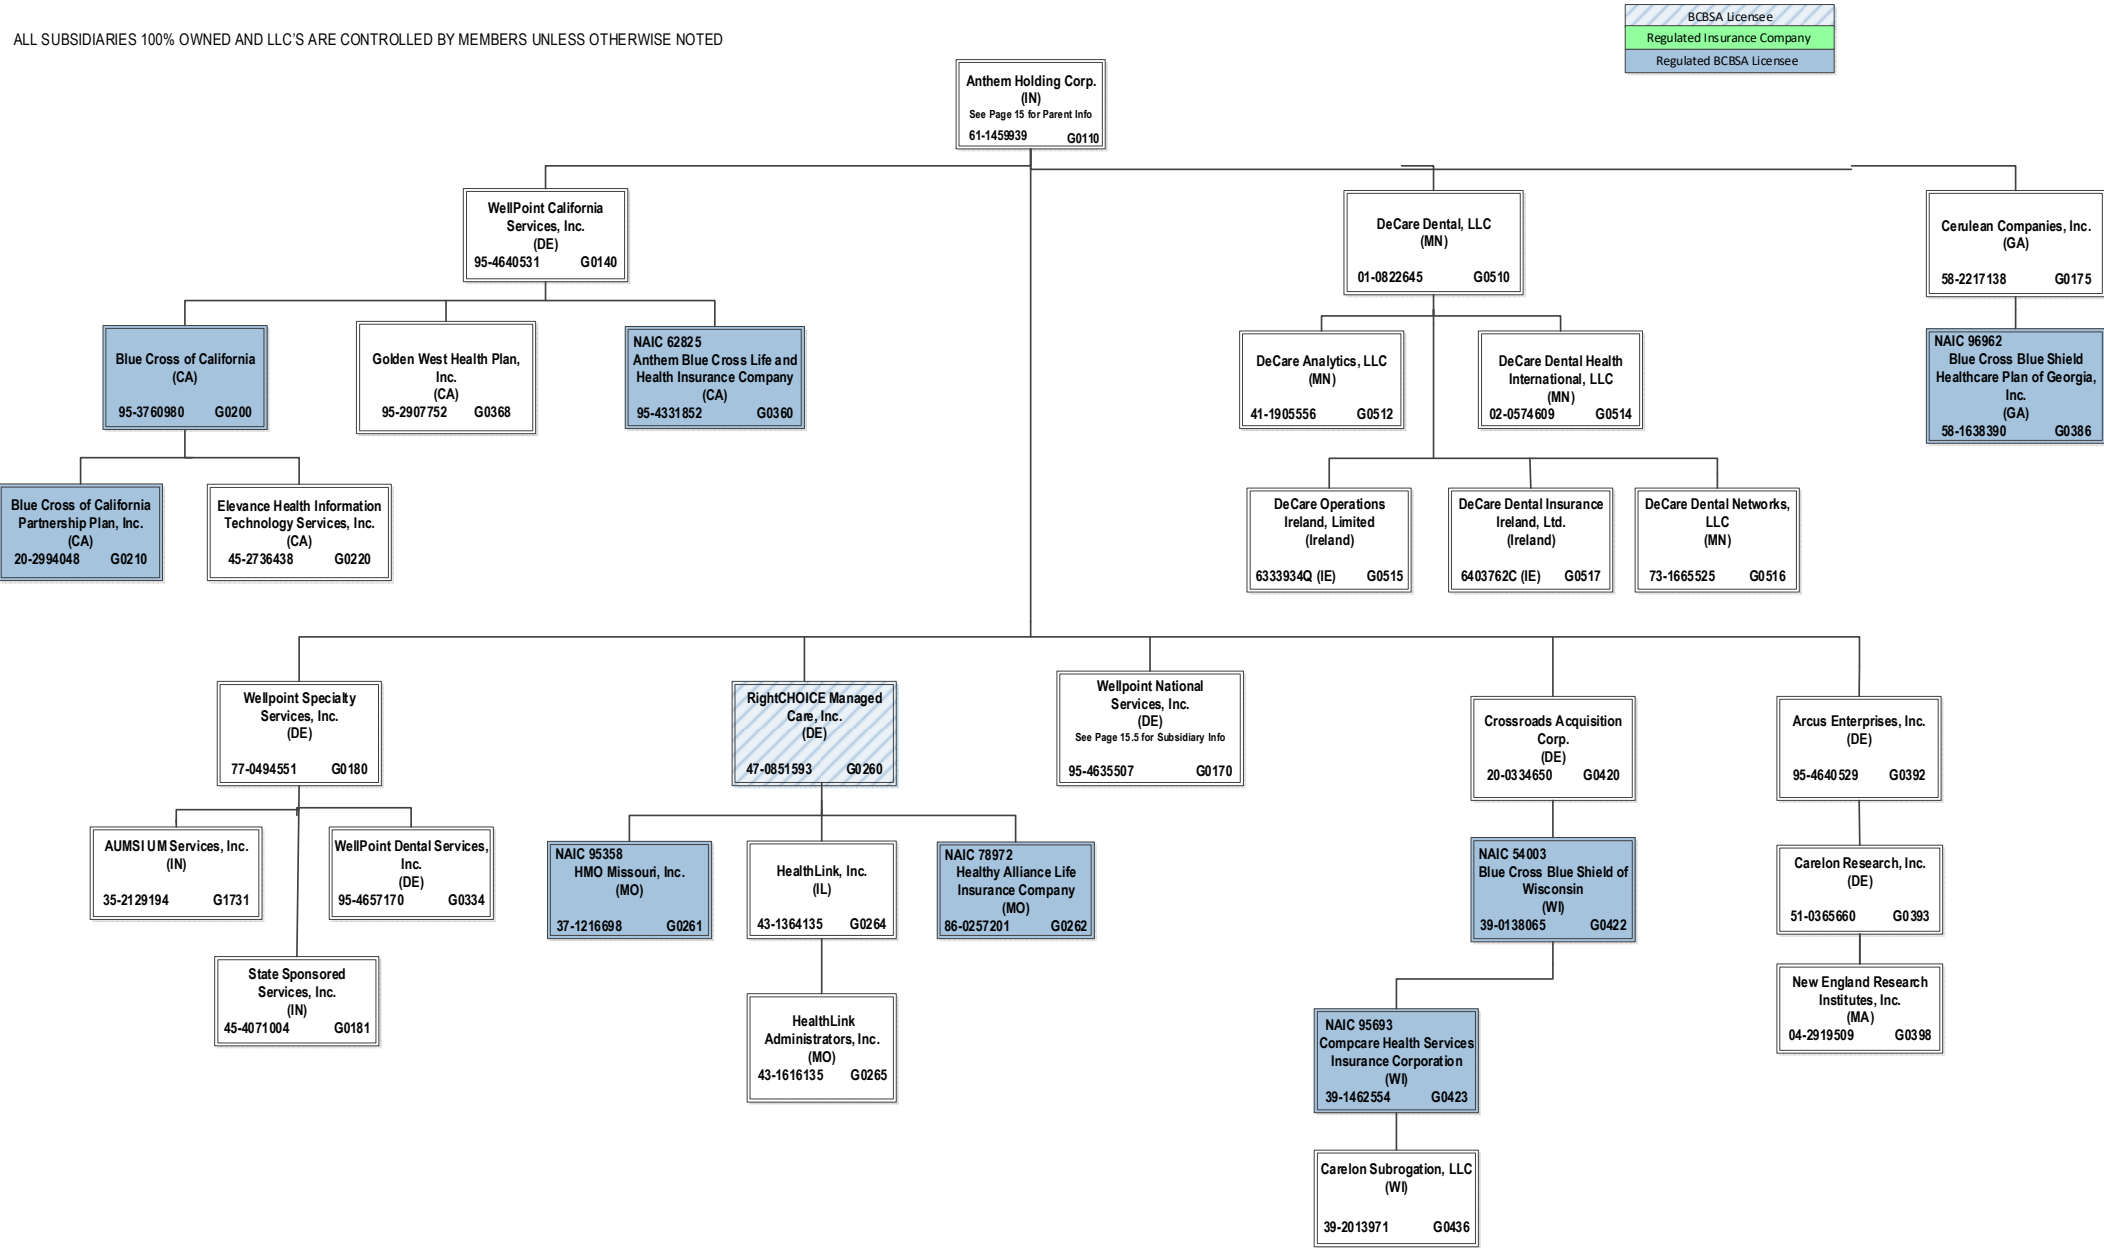 BCBSA Licensee
Regulated Insurance Company
Regulated BCBSA Licensee
ALL SUBSIDIARIES 100% OWNED AND LLC'S ARE CONTROLLED BY MEMBERS UNLESS OTHERWISE NOTED
Anthem Holding Corp.
(IN)
See Page 15 for Parent Info
61-1459939 G0110
WellPoint California
Services, Inc.
(DE)
95-4640531 G0140
DeCare Dental, LLC
(MN)
01-0822645 G0510
Cerulean Companies, Inc.
(GA)
58-2217138 G0175
Blue Cross of California
(CA)
95-3760980 G0200
Golden West Health Plan,
Inc.
(CA)
95-2907752 G0368
NAIC 62825
Anthem Blue Cross Life and
Health Insurance Company
(CA)
95-4331852 G0360
DeCare Analytics, LLC
(MN)
41-1905556 G0512
DeCare Dental Health
International, LLC
(MN)
02-0574609 G0514
NAIC 96962
Blue Cross Blue Shield
Healthcare Plan of Georgia,
Inc.
(GA)
58-1638390 G0386
Blue Cross of California
Partnership Plan, Inc.
(CA)
20-2994048 G0210
Elevance Health Information
Technology Services, Inc.
(CA)
45-2736438 G0220
DeCare Operations
Ireland, Limited
(Ireland)
6333934Q (IE) G0515
DeCare Dental Insurance
Ireland, Ltd.
(Ireland)
6403762C (IE) G0517
DeCare Dental Networks,
LLC
(MN)
73-1665525 G0516
Wellpoint Specialty
Services, Inc.
(DE)
77-0494551 G0180
RightCHOICE Managed
Care, Inc.
(DE)
47-0851593 G0260
Wellpoint National
Services, Inc.
(DE)
See Page 15.5 for Subsidiary Info
95-4635507 G0170
Crossroads Acquisition
Corp.
(DE)
20-0334650 G0420
Arcus Enterprises, Inc.
(DE)
95-4640529 G0392
AUMSI UM Services, Inc.
(IN)
35-2129194 G1731
WellPoint Dental Services,
Inc.
(DE)
95-4657170 G0334
NAIC 95358
HMO Missouri, Inc.
(MO)
37-1216698 G0261
HealthLink, Inc.
(IL)
43-1364135 G0264
NAIC 78972
Healthy Alliance Life
Insurance Company
(MO)
86-0257201 G0262
NAIC 54003
Blue Cross Blue Shield of
Wisconsin
(WI)
39-0138065 G0422
Carelon Research, Inc.
(DE)
51-0365660 G0393
State Sponsored
Services, Inc.
(IN)
45-4071004 G0181
HealthLink
Administrators, Inc.
(MO)
43-1616135 G0265
NAIC 95693
Compcare Health Services
Insurance Corporation
(WI)
39-1462554 G0423
New England Research
Institutes, Inc.
(MA)
04-2919509 G0398
Carelon Subrogation, LLC
(WI)
39-2013971 G0436